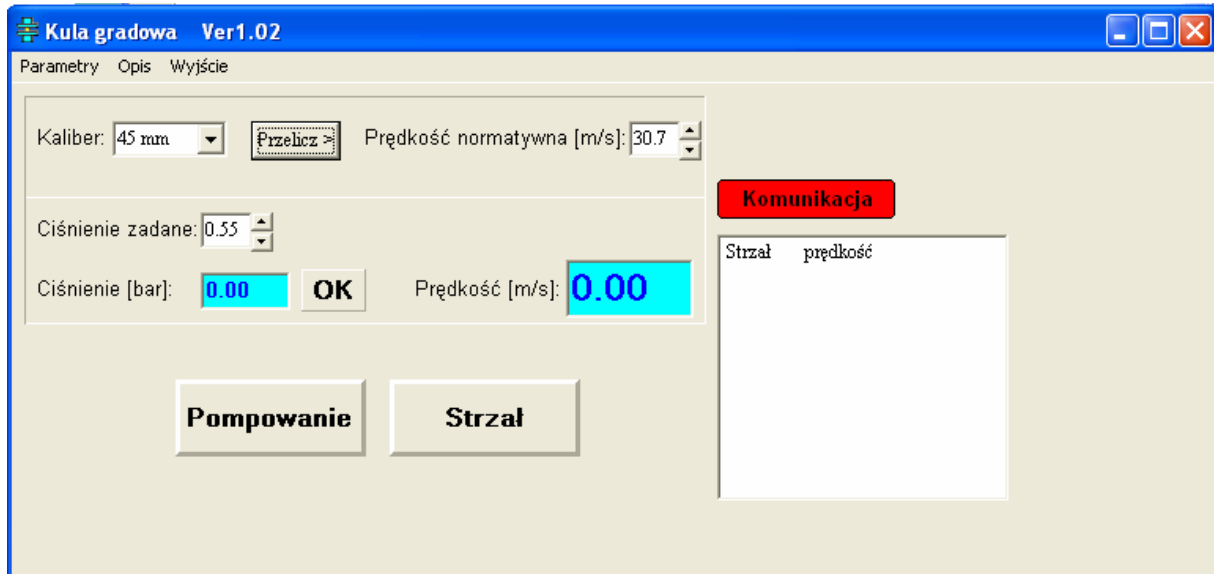 Kula gradowa Ver1.02
Parametry Opis Wyjście
Kaliber: 45 mm Przelicz > Prędkość normatywna [m/s]: 30.7
Komunikacja
Ciśnienie zadane: 0.55
Strzał prędkość
Ciśnienie [bar]: 0.00 OK Prędkość [m/s]: 0.00
Pompowanie Strzał